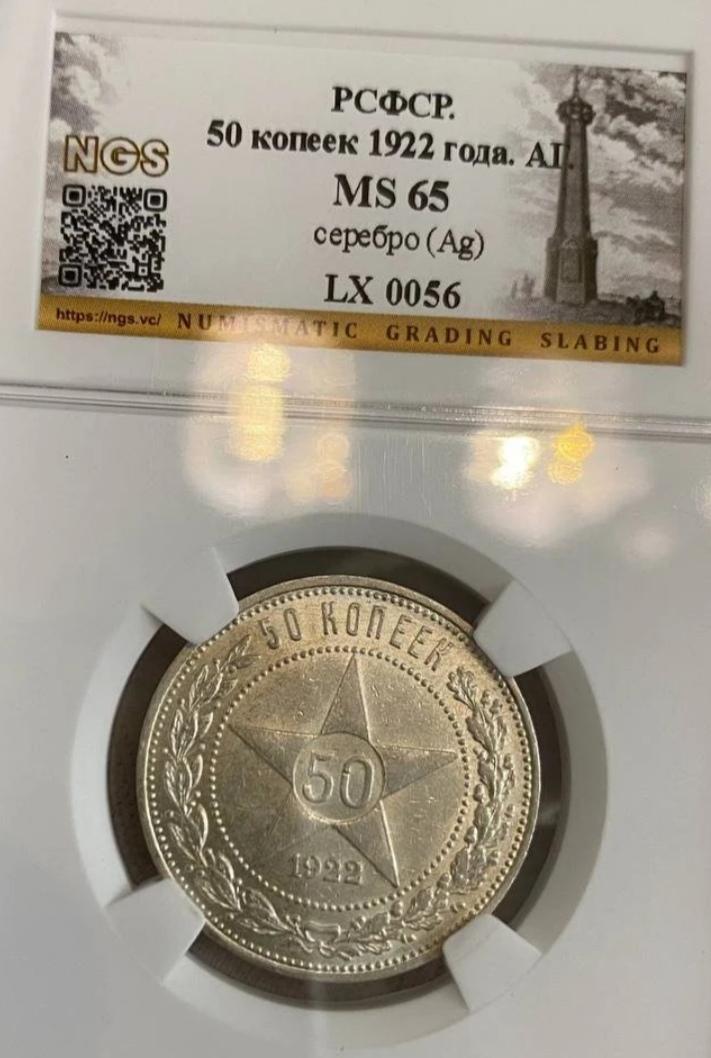 РСФСР.
50 копеек 1922 года. АГ.
NGS
MS 65
серебро (Ag)
LX 0056
https://ngs.vc/ NUMISMATIC GRADING SLABING
50 КОПЕЕК
50
1922